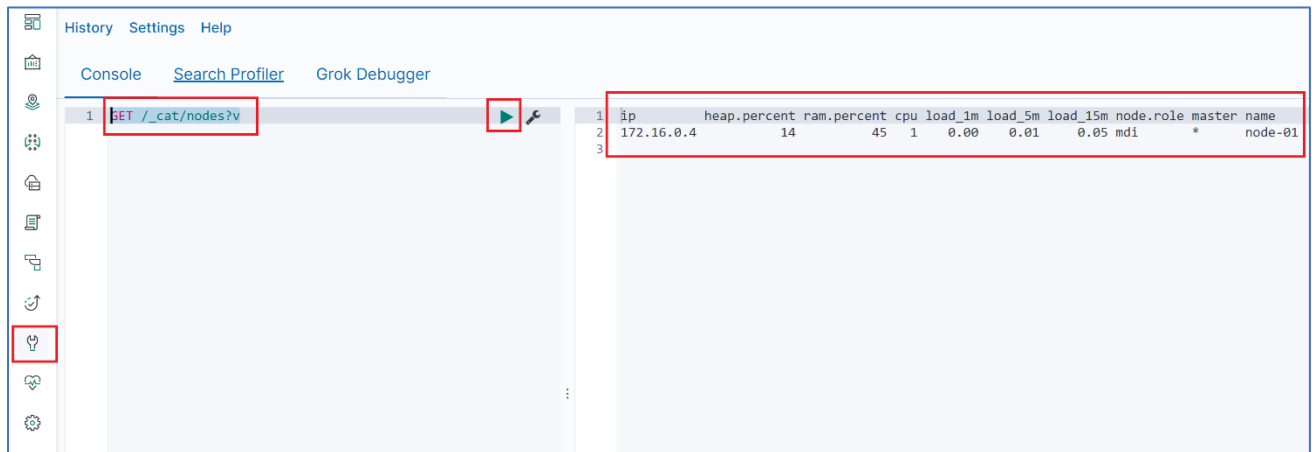 History Settings Help
Console Search Profiler Grok Debugger
1 GET /_cat/nodes?v
1 ip heap.percent ram.percent cpu load_1m load_5m load_15m node.role master name
2 172.16.0.4 14 45 1 0.00 0.01 0.05 mdi * node-01
3